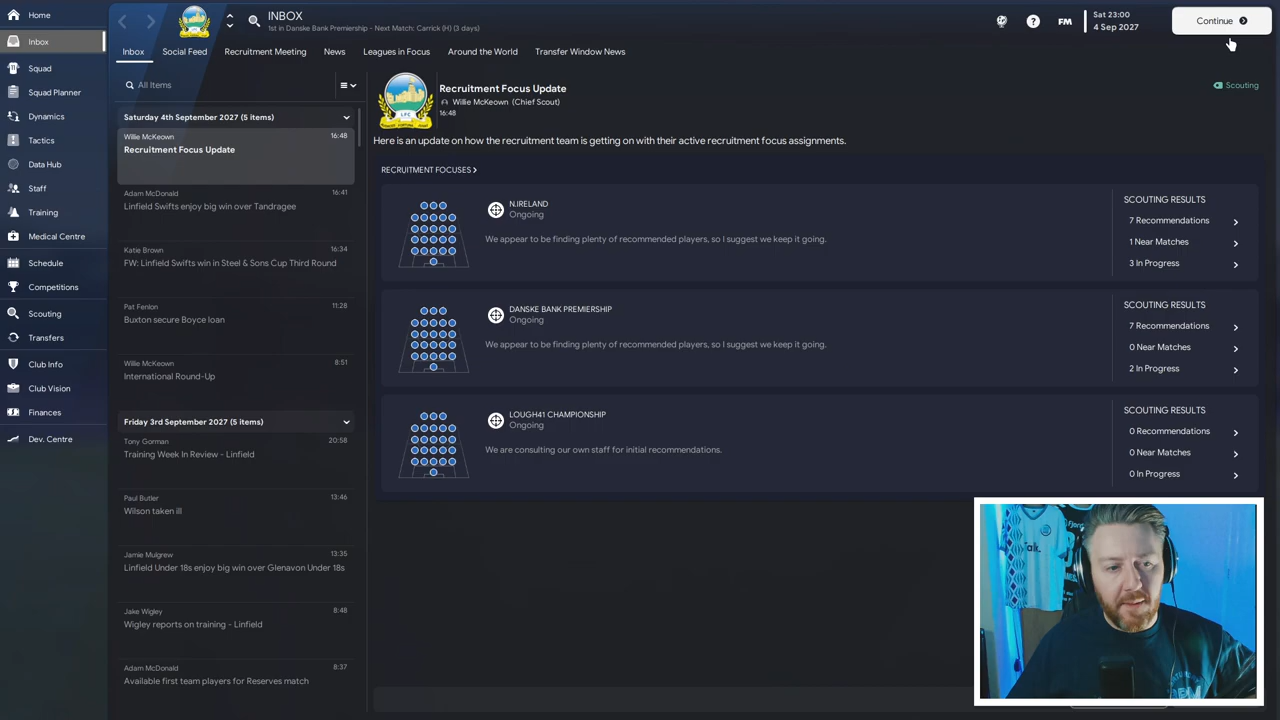 Home
Inbox
Squad
Squad Planner
Dynamics
Tactics
Data Hub
Staff
Training
Medical Centre
Schedule
Competitions
Scouting
Transfers
Club Info
Club Vision
Finances
Dev. Centre
INBOX
1st in Danske Bank Premiership - Next Match: Carrick (H) (3 days)
FM
Sat 23:00
4 Sep 2027
Continue
Inbox
Social Feed
Recruitment Meeting
News
Leagues in Focus
Around the World
Transfer Window News
All Items
Saturday 4th September 2027 (5 items)
Willie McKeown 16:48
Recruitment Focus Update
Adam McDonald 16:41
Linfield Swifts enjoy big win over Tandragee
Katie Brown 16:34
FW: Linfield Swifts win in Steel & Sons Cup Third Round
Pat Fenlon 11:28
Buxton secure Boyce loan
Willie McKeown 8:51
International Round-Up
Friday 3rd September 2027 (5 items)
Tony Gorman 20:58
Training Week In Review - Linfield
Paul Butler 13:46
Wilson taken ill
Jamie Mulgrew 13:35
Linfield Under 18s enjoy big win over Glenavon Under 18s
Jake Wigley 8:48
Wigley reports on training - Linfield
Adam McDonald 8:37
Available first team players for Reserves match
Recruitment Focus Update
Willie McKeown (Chief Scout)
16:48
Scouting
Here is an update on how the recruitment team is getting on with their active recruitment focus assignments.
RECRUITMENT FOCUSES
N.IRELAND
Ongoing
We appear to be finding plenty of recommended players, so I suggest we keep it going.
SCOUTING RESULTS
7 Recommendations
1 Near Matches
3 In Progress
DANSKE BANK PREMIERSHIP
Ongoing
We appear to be finding plenty of recommended players, so I suggest we keep it going.
SCOUTING RESULTS
7 Recommendations
0 Near Matches
2 In Progress
LOUGH41 CHAMPIONSHIP
Ongoing
We are consulting our own staff for initial recommendations.
SCOUTING RESULTS
0 Recommendations
0 Near Matches
0 In Progress